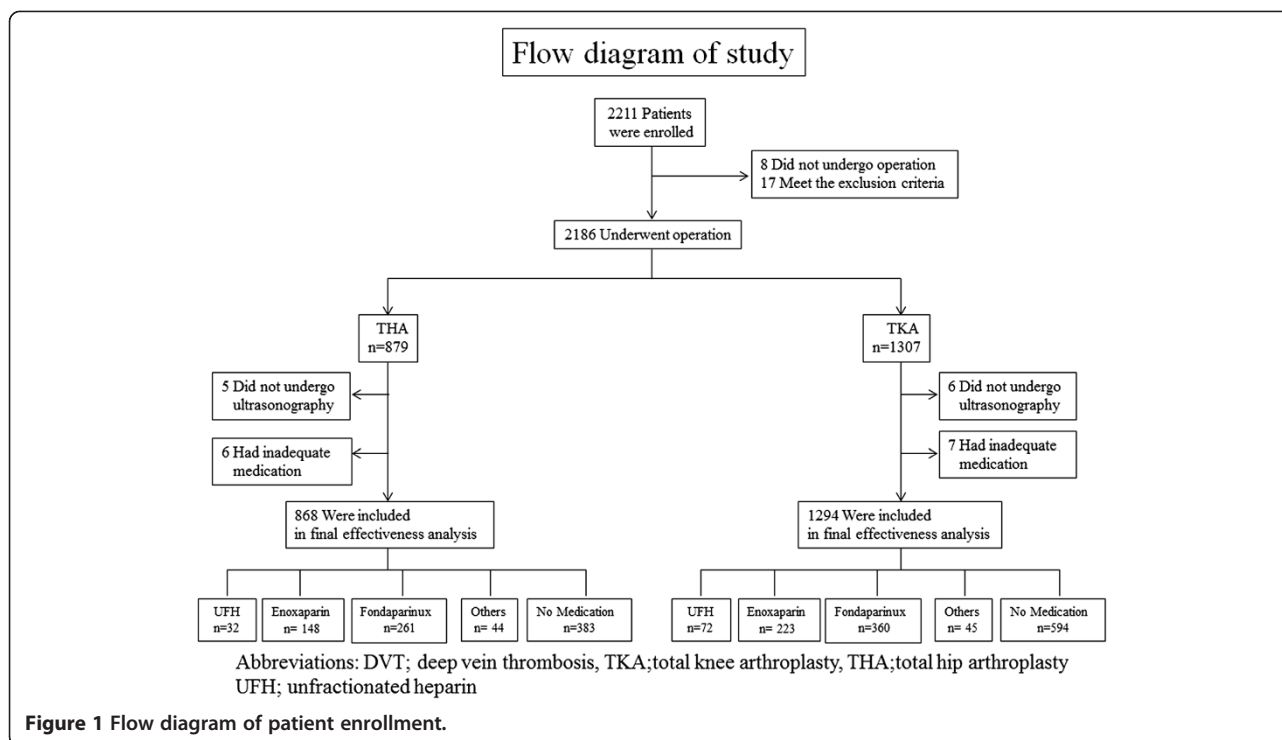 Flow diagram of study
2211 Patients
were enrolled
8 Did not undergo operation
17 Meet the exclusion criteria
2186 Underwent operation
THA
n=879
TKA
n=1307
5 Did not undergo
ultrasonography
6 Did not undergo
ultrasonography
6 Had inadequate
medication
7 Had inadequate
medication
868 Were included
in final effectiveness analysis
1294 Were included
in final effectiveness analysis
UFH
n=32
Enoxaparin
n= 148
Fondaparinux
n=261
Others
n= 44
No Medication
n=383
UFH
n=72
Enoxaparin
n= 223
Fondaparinux
n=360
Others
n= 45
No Medication
n=594
Abbreviations: DVT; deep vein thrombosis, TKA;total knee arthroplasty, THA;total hip arthroplasty
UFH; unfractionated heparin
Figure 1 Flow diagram of patient enrollment.